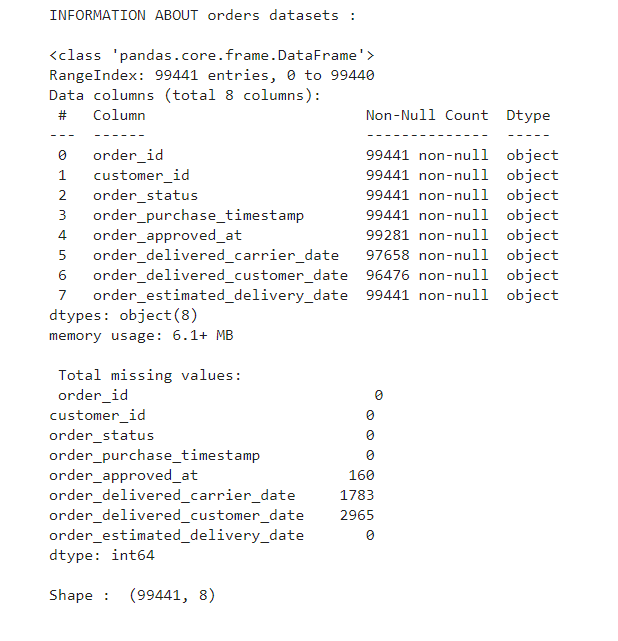 INFORMATION ABOUT orders datasets :
<class 'pandas.core.frame.DataFrame'>
RangeIndex: 99441 entries, 0 to 99440
Data columns (total 8 columns):
 #   Column                         Non-Null Count  Dtype
---  ------                         --------------  -----
 0   order_id                       99441 non-null  object
 1   customer_id                    99441 non-null  object
 2   order_status                   99441 non-null  object
 3   order_purchase_timestamp       99441 non-null  object
 4   order_approved_at              99281 non-null  object
 5   order_delivered_carrier_date   97658 non-null  object
 6   order_delivered_customer_date  96476 non-null  object
 7   order_estimated_delivery_date  99441 non-null  object
dtypes: object(8)
memory usage: 6.1+ MB
 Total missing values:
 order_id                            0
customer_id                         0
order_status                        0
order_purchase_timestamp            0
order_approved_at                 160
order_delivered_carrier_date     1783
order_delivered_customer_date    2965
order_estimated_delivery_date       0
dtype: int64
Shape :  (99441, 8)